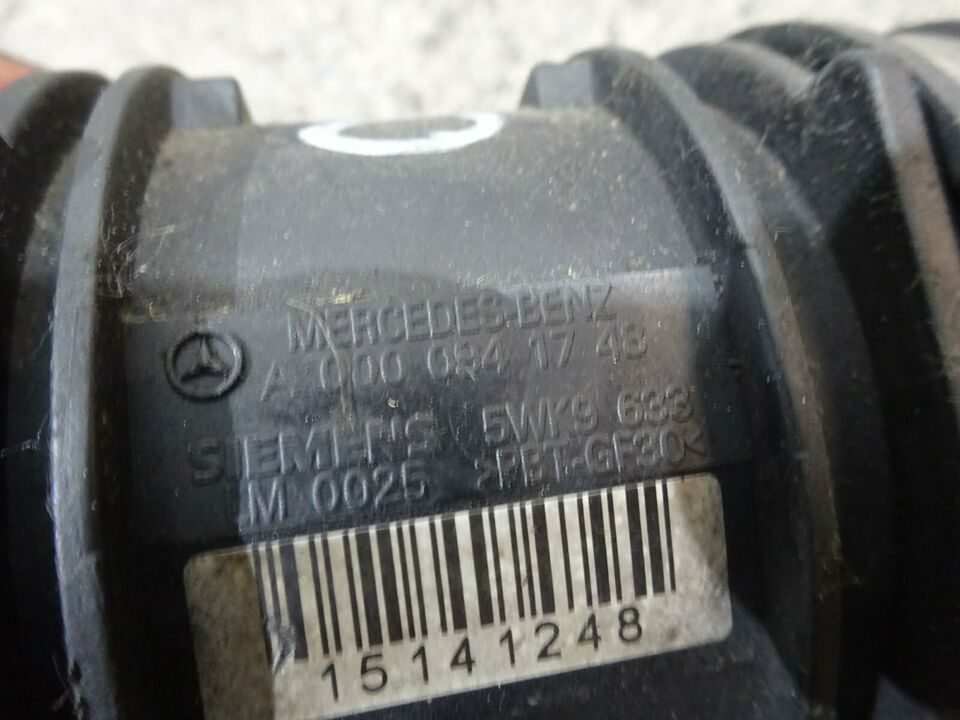 MERCEDES-BENZ
A 000 094 17 48
SIEMENS 5WK9 633
M 0025 >PBT-GF30<
15141248